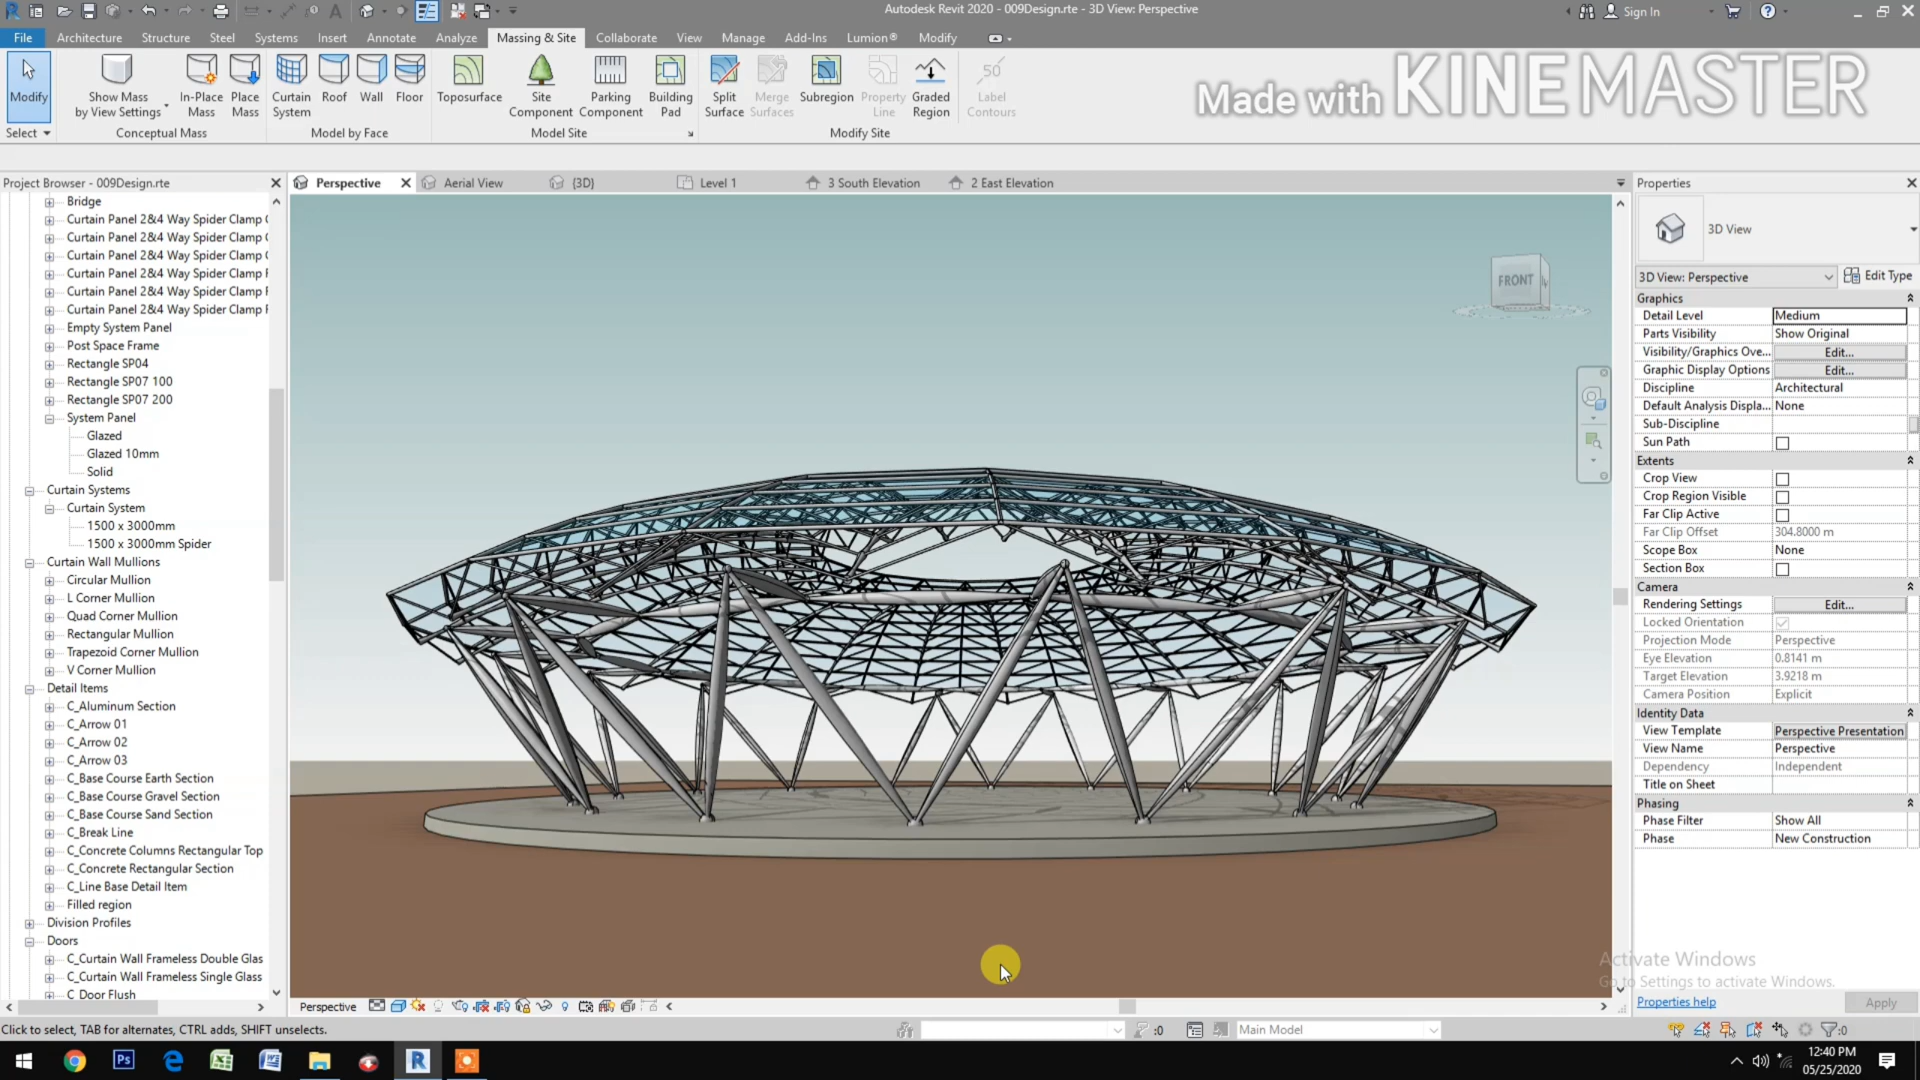 Autodesk Revit 2020 - 009Design.rte - 3D View: Perspective
Sign In
File Architecture Structure Steel Systems Insert Annotate Analyze Massing & Site Collaborate View Manage Add-Ins Lumion® Modify
Made with KINEMASTER
Modify
Show Mass by View Settings
In-Place Mass
Place Mass
Curtain System
Roof
Wall
Floor
Toposurface
Site Component
Parking Component
Building Pad
Split Surface
Merge Surfaces
Subregion
Property Line
Graded Region
50
Label Contours
Select
Conceptual Mass
Model by Face
Model Site
Modify Site
Project Browser - 009Design.rte
Bridge
Curtain Panel 2&4 Way Spider Clamp
Curtain Panel 2&4 Way Spider Clamp
Curtain Panel 2&4 Way Spider Clamp
Curtain Panel 2&4 Way Spider Clamp
Curtain Panel 2&4 Way Spider Clamp
Curtain Panel 2&4 Way Spider Clamp
Empty System Panel
Post Space Frame
Rectangle SP04
Rectangle SP07 100
Rectangle SP07 200
System Panel
Glazed
Glazed 10mm
Solid
Curtain Systems
Curtain System
1500 x 3000mm
1500 x 3000mm Spider
Curtain Wall Mullions
Circular Mullion
L Corner Mullion
Quad Corner Mullion
Rectangular Mullion
Trapezoid Corner Mullion
V Corner Mullion
Detail Items
C_Aluminum Section
C_Arrow 01
C_Arrow 02
C_Arrow 03
C_Base Course Earth Section
C_Base Course Gravel Section
C_Base Course Sand Section
C_Break Line
C_Concrete Columns Rectangular Top
C_Concrete Rectangular Section
C_Line Base Detail Item
Filled region
Division Profiles
Doors
C_Curtain Wall Frameless Double Glas
C_Curtain Wall Frameless Single Glass
C_Door Flush
Perspective
Aerial View
{3D}
Level 1
3 South Elevation
2 East Elevation
FRONT
Perspective
Properties
3D View
3D View: Perspective
Edit Type
Graphics
Detail Level Medium
Parts Visibility Show Original
Visibility/Graphics Ove... Edit...
Graphic Display Options Edit...
Discipline Architectural
Default Analysis Displa... None
Sub-Discipline
Sun Path
Extents
Crop View
Crop Region Visible
Far Clip Active
Far Clip Offset 304.8000 m
Scope Box None
Section Box
Camera
Rendering Settings Edit...
Locked Orientation
Projection Mode Perspective
Eye Elevation 0.8141 m
Target Elevation 3.9218 m
Camera Position Explicit
Identity Data
View Template Perspective Presentation
View Name Perspective
Dependency Independent
Title on Sheet
Phasing
Phase Filter Show All
Phase New Construction
Activate Windows
Go to Settings to activate Windows.
Properties help
Apply
Click to select, TAB for alternates, CTRL adds, SHIFT unselects.
:0
Main Model
:0
12:40 PM
05/25/2020